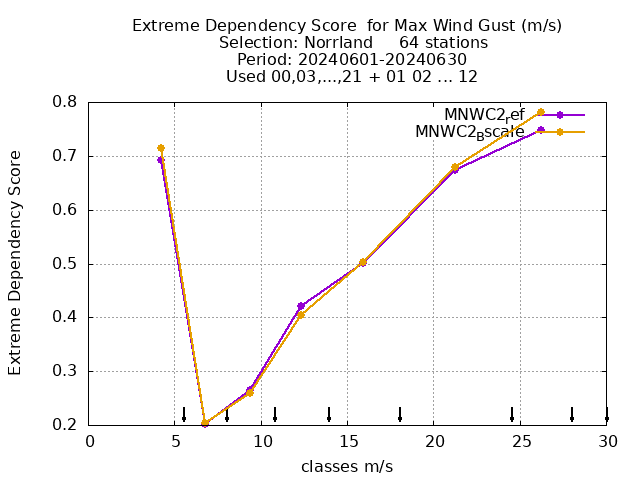 Extreme Dependency Score  for Max Wind Gust (m/s)
Selection: Norrland     64 stations
Period: 20240601-20240630
Used 00,03,...,21 + 01 02 ... 12
MNWC2ref
MNWC2Bscale
0.8
0.7
0.6
0.5
0.4
0.3
0.2
Extreme Dependency Score
0 5 10 15 20 25 30
classes m/s